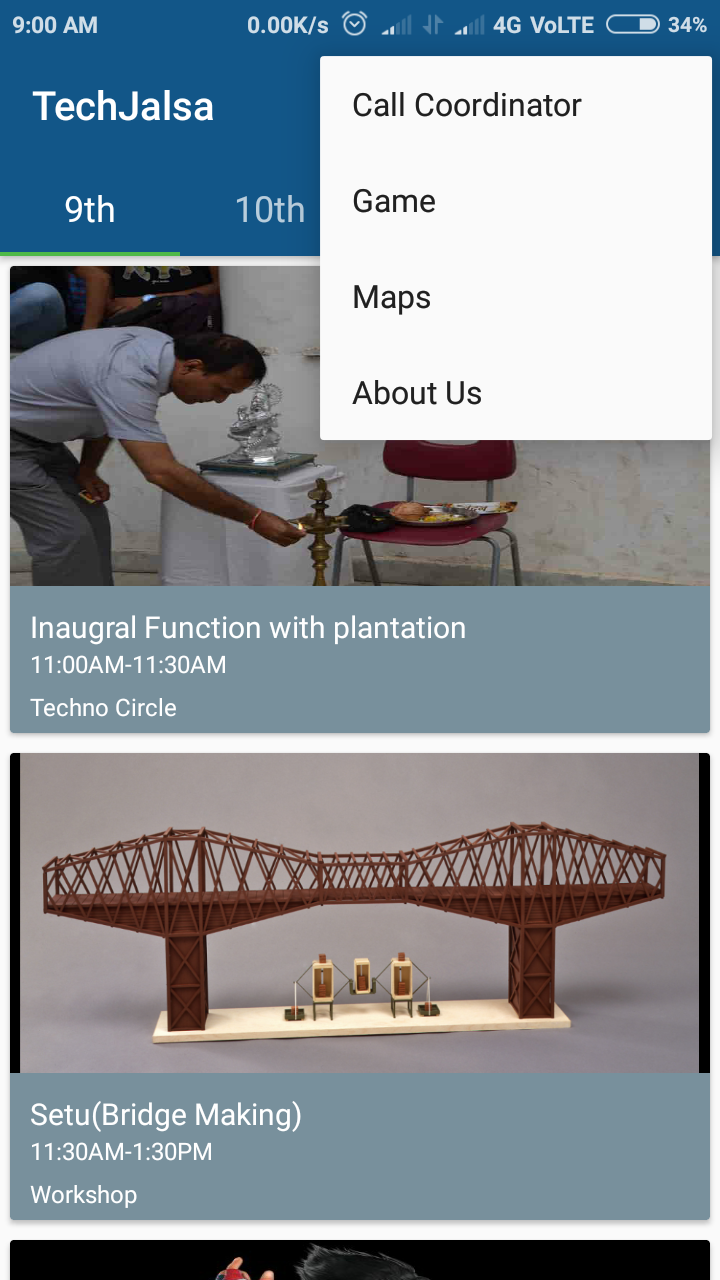 9:00 AM 0.00K/s 4G VoLTE 34%
TechJalsa
Call Coordinator
9th 10th
Game
Maps
About Us
Inaugral Function with plantation
11:00AM-11:30AM
Techno Circle
Setu(Bridge Making)
11:30AM-1:30PM
Workshop